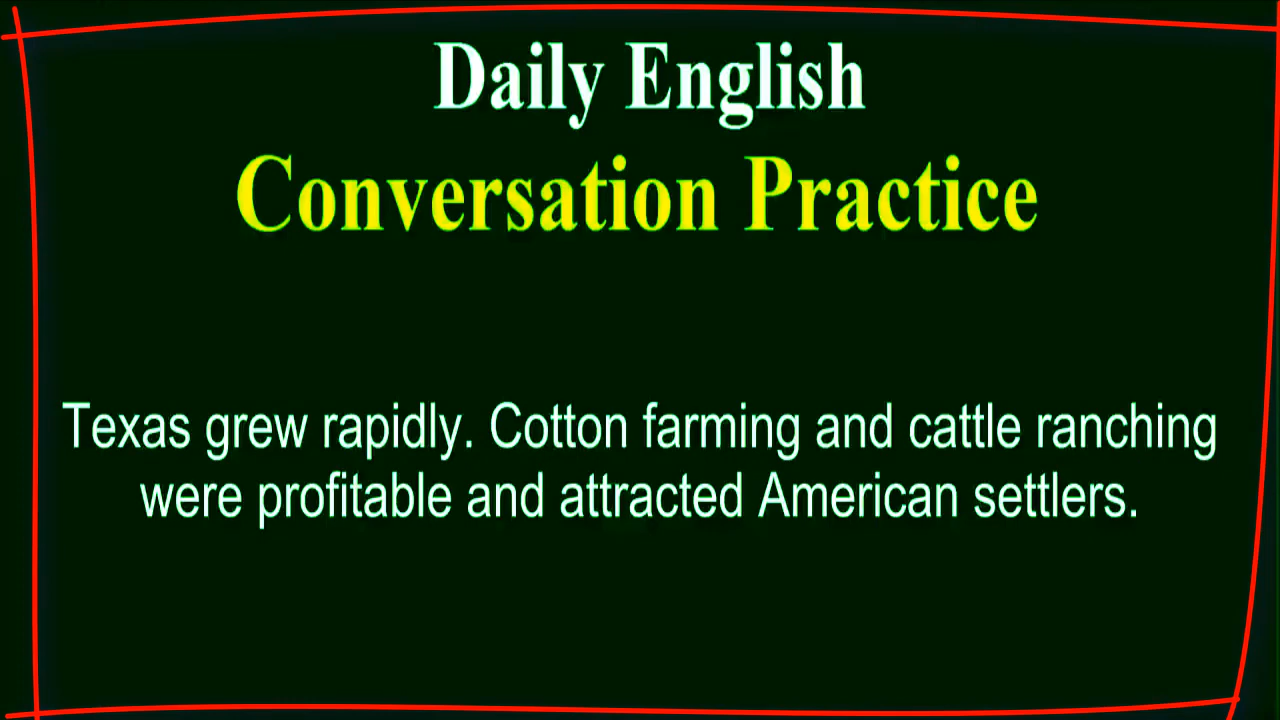 Daily English
Conversation Practice
Texas grew rapidly. Cotton farming and cattle ranching
were profitable and attracted American settlers.